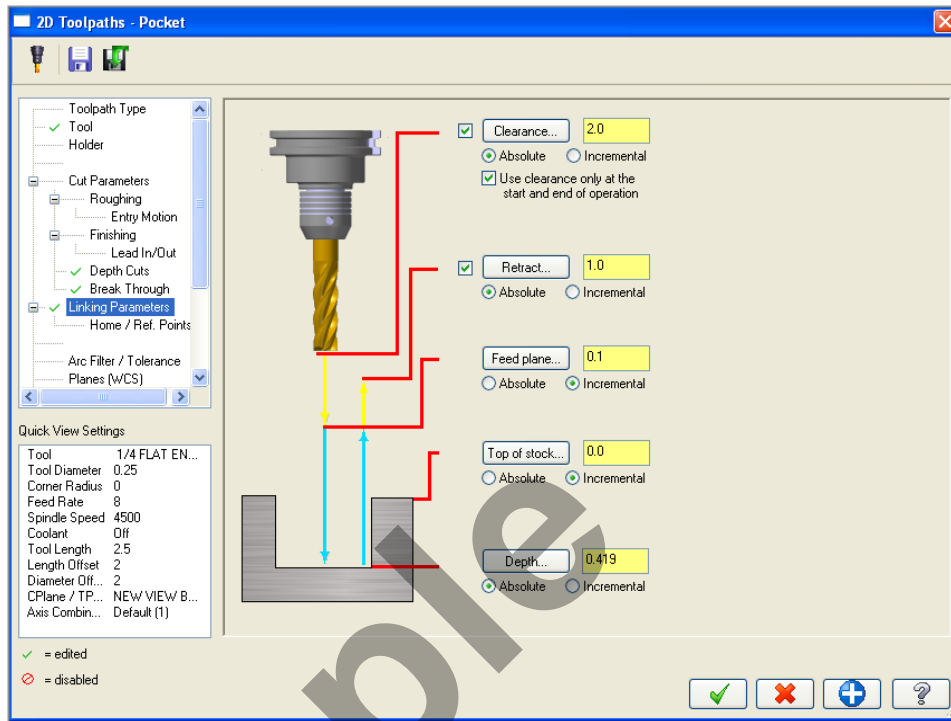 2D Toolpaths - Pocket
Toolpath Type
Tool
Holder
Cut Parameters
Roughing
Entry Motion
Finishing
Lead In/Out
Depth Cuts
Break Through
Linking Parameters
Home / Ref. Points
Arc Filter / Tolerance
Planes (WCS)
Quick View Settings
Tool 1/4 FLAT EN...
Tool Diameter 0.25
Corner Radius 0
Feed Rate 8
Spindle Speed 4500
Coolant Off
Tool Length 2.5
Length Offset 2
Diameter Off... 2
CPlane / TP... NEW VIEW B...
Axis Combin... Default (1)
= edited
= disabled
Clearance... 2.0
Absolute Incremental
Use clearance only at the
start and end of operation
Retract... 1.0
Absolute Incremental
Feed plane... 0.1
Absolute Incremental
Top of stock... 0.0
Absolute Incremental
Depth... 0.419
Absolute Incremental
ple